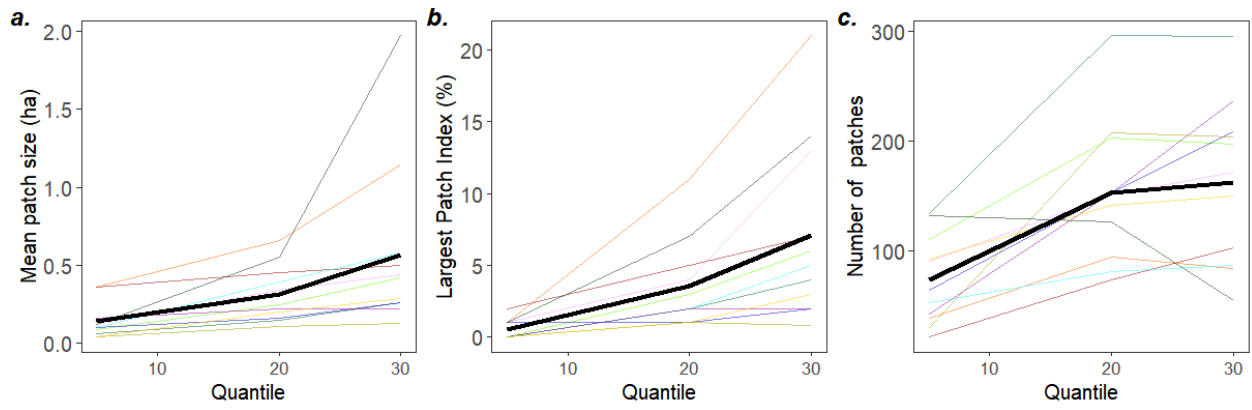 a.
Mean patch size (ha)
2.0
1.5
1.0
0.5
0.0
10 20 30
Quantile
b.
Largest Patch Index (%)
20
15
10
5
0
10 20 30
Quantile
c.
Number of patches
300
200
100
10 20 30
Quantile